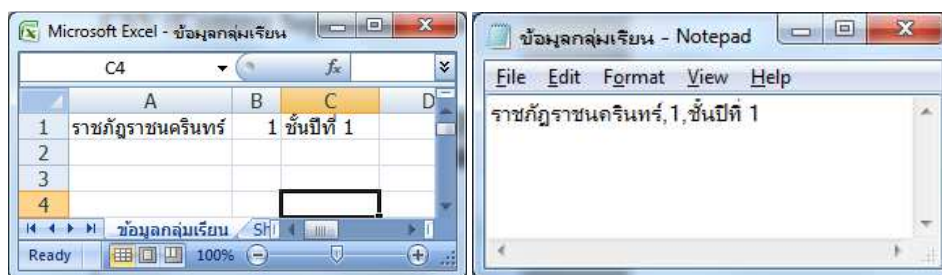 Microsoft Excel - ข้อมูลกลุ่มเรียน
C4 fx
A B C D
1 ราชภัฏราชนครินทร์ 1 ชั้นปีที่ 1
2
3
4
ข้อมูลกลุ่มเรียน
Ready 100%
ข้อมูลกลุ่มเรียน - Notepad
File Edit Format View Help
ราชภัฏราชนครินทร์,1,ชั้นปีที่ 1